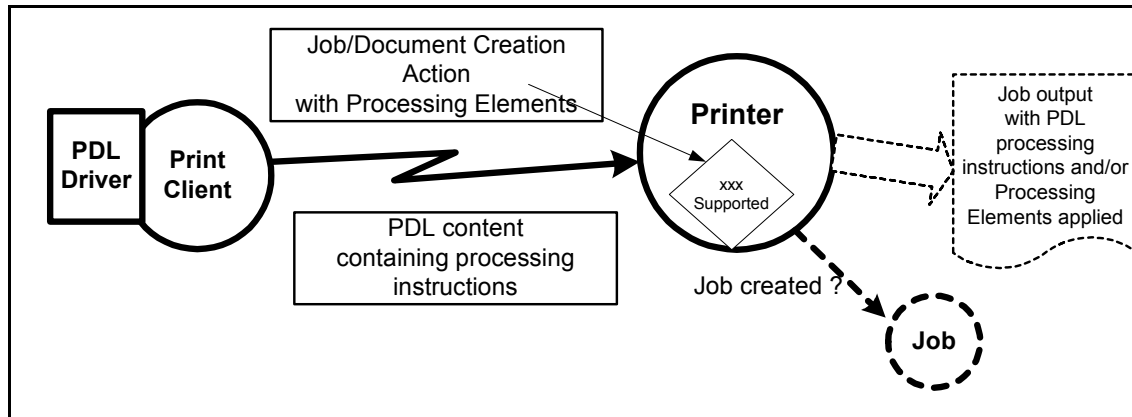 PDL
Driver
Print
Client
Job/Document Creation
Action
with Processing Elements
PDL content
containing processing
instructions
Printer
xxx
Supported
Job created ?
Job
Job output
with PDL
processing
instructions and/or
Processing
Elements applied